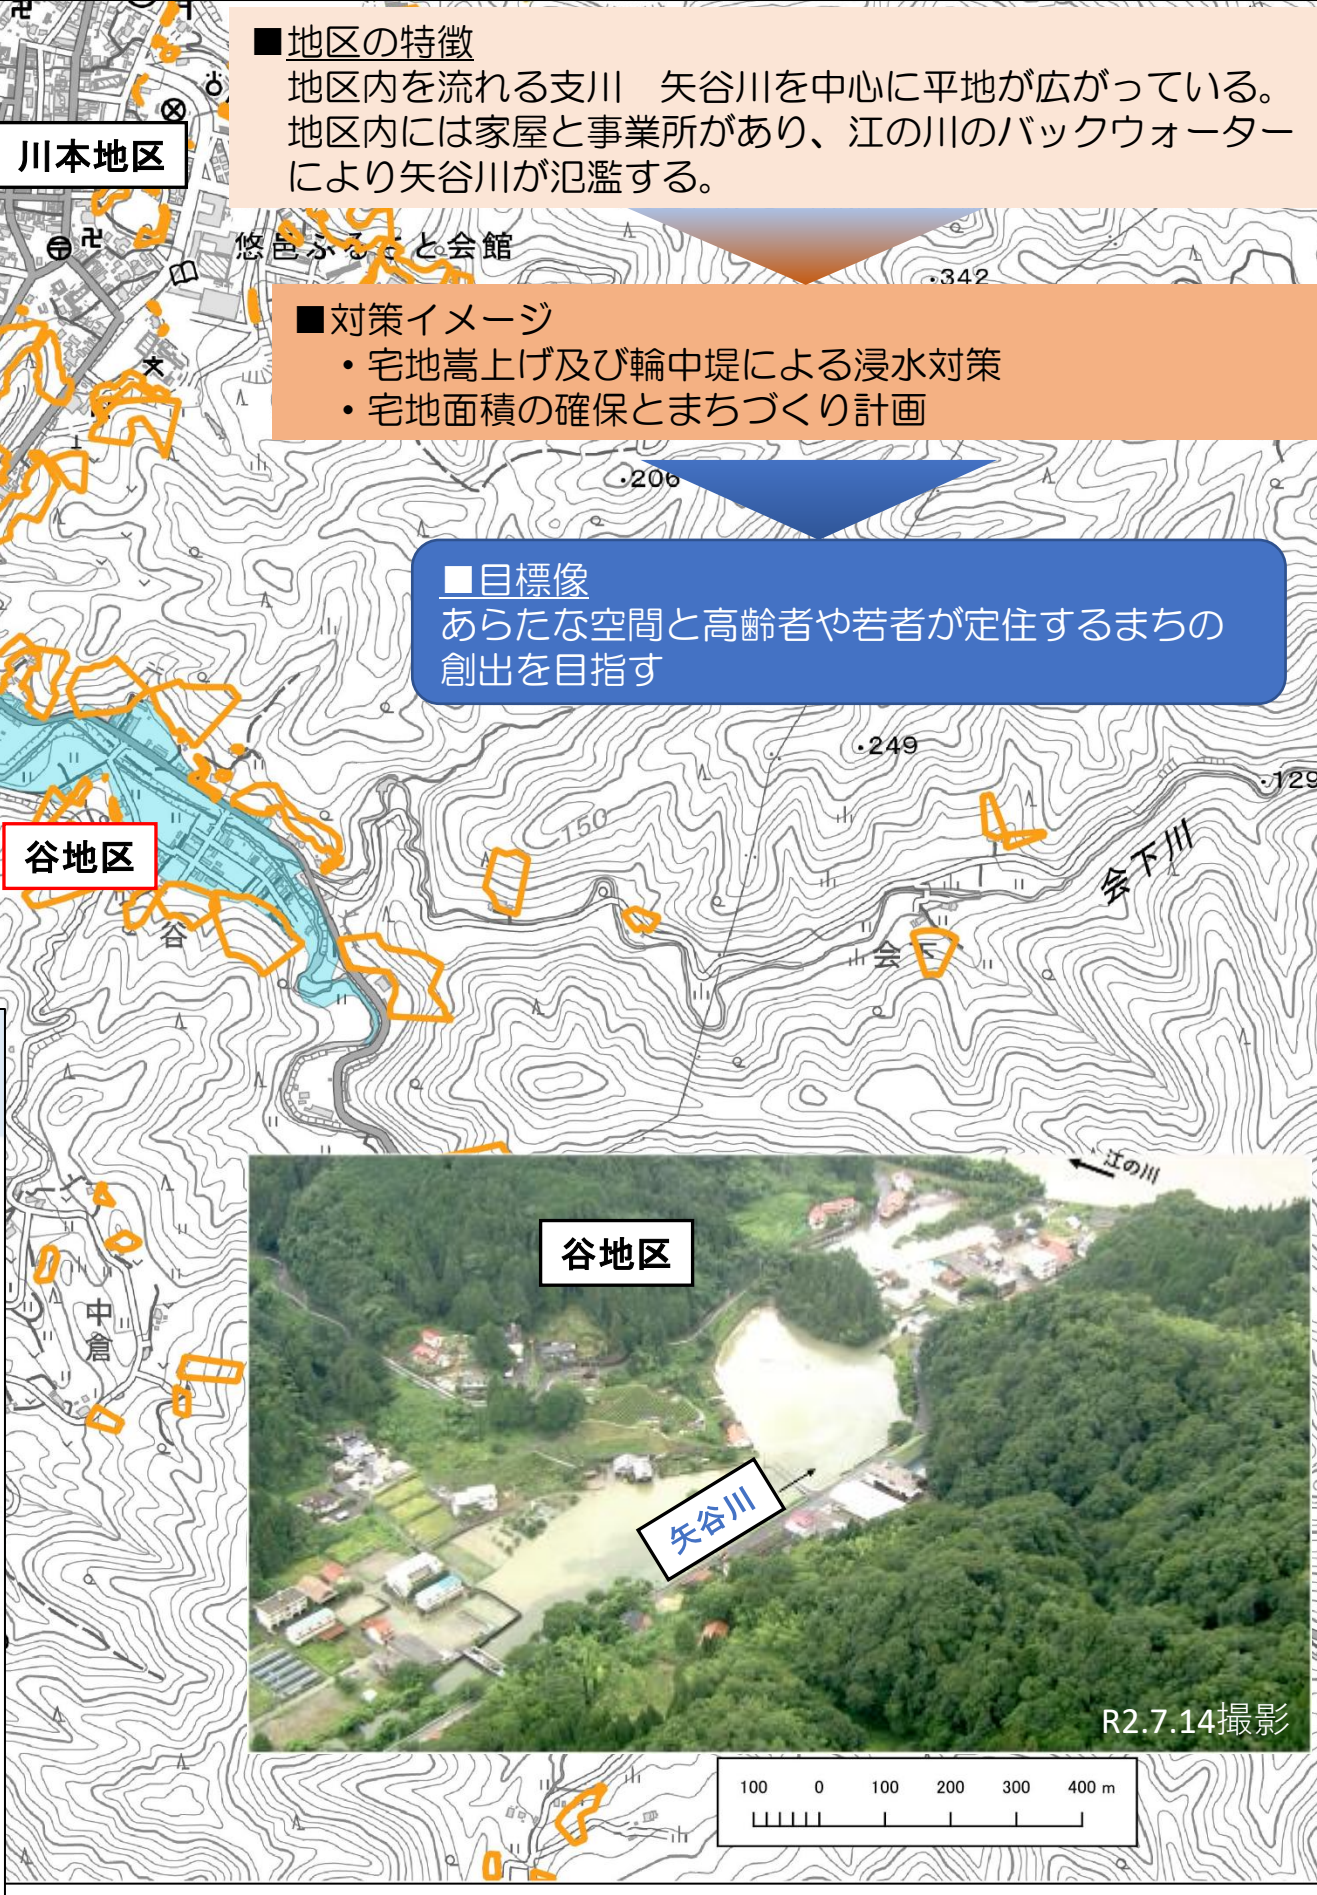 ■地区の特徴
地区内を流れる支川　矢谷川を中心に平地が広がっている。
地区内には家屋と事業所があり、江の川のバックウォーター
により矢谷川が氾濫する。
川本地区
悠邑ふるさと会館
・342
■対策イメージ
・宅地嵩上げ及び輪中堤による浸水対策
・宅地面積の確保とまちづくり計画
・206
■目標像
あらたな空間と高齢者や若者が定住するまちの
創出を目指す
・249
・129
150
谷地区
会下川
谷
会下
江の川
谷地区
中倉
矢谷川
R2.7.14撮影
100 0 100 200 300 400 m